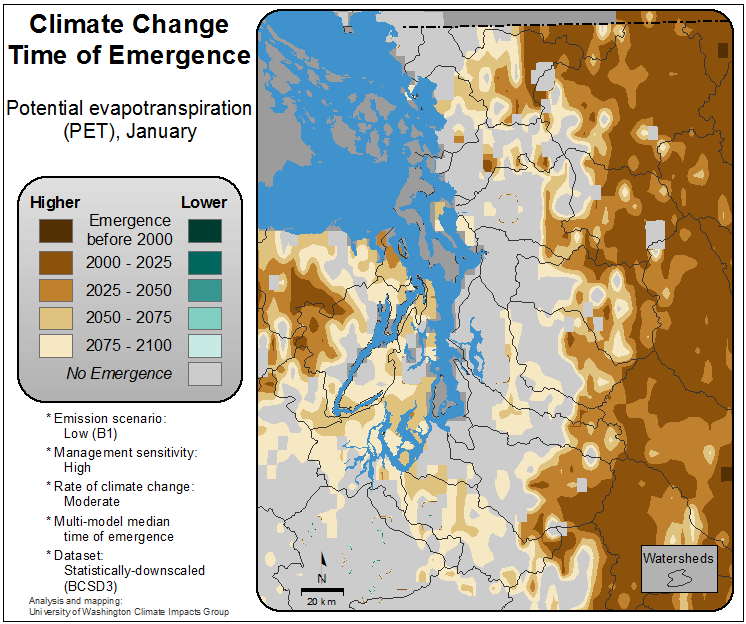 Climate Change
Time of Emergence
Potential evapotranspiration
(PET), January
Higher
Lower
Emergence
before 2000
2000 - 2025
2025 - 2050
2050 - 2075
2075 - 2100
No Emergence
* Emission scenario:
Low (B1)
* Management sensitivity:
High
* Rate of climate change:
Moderate
* Multi-model median
time of emergence
* Dataset:
Statistically-downscaled
(BCSD3)
Analysis and mapping:
University of Washington Climate Impacts Group
N
20 km
Watersheds